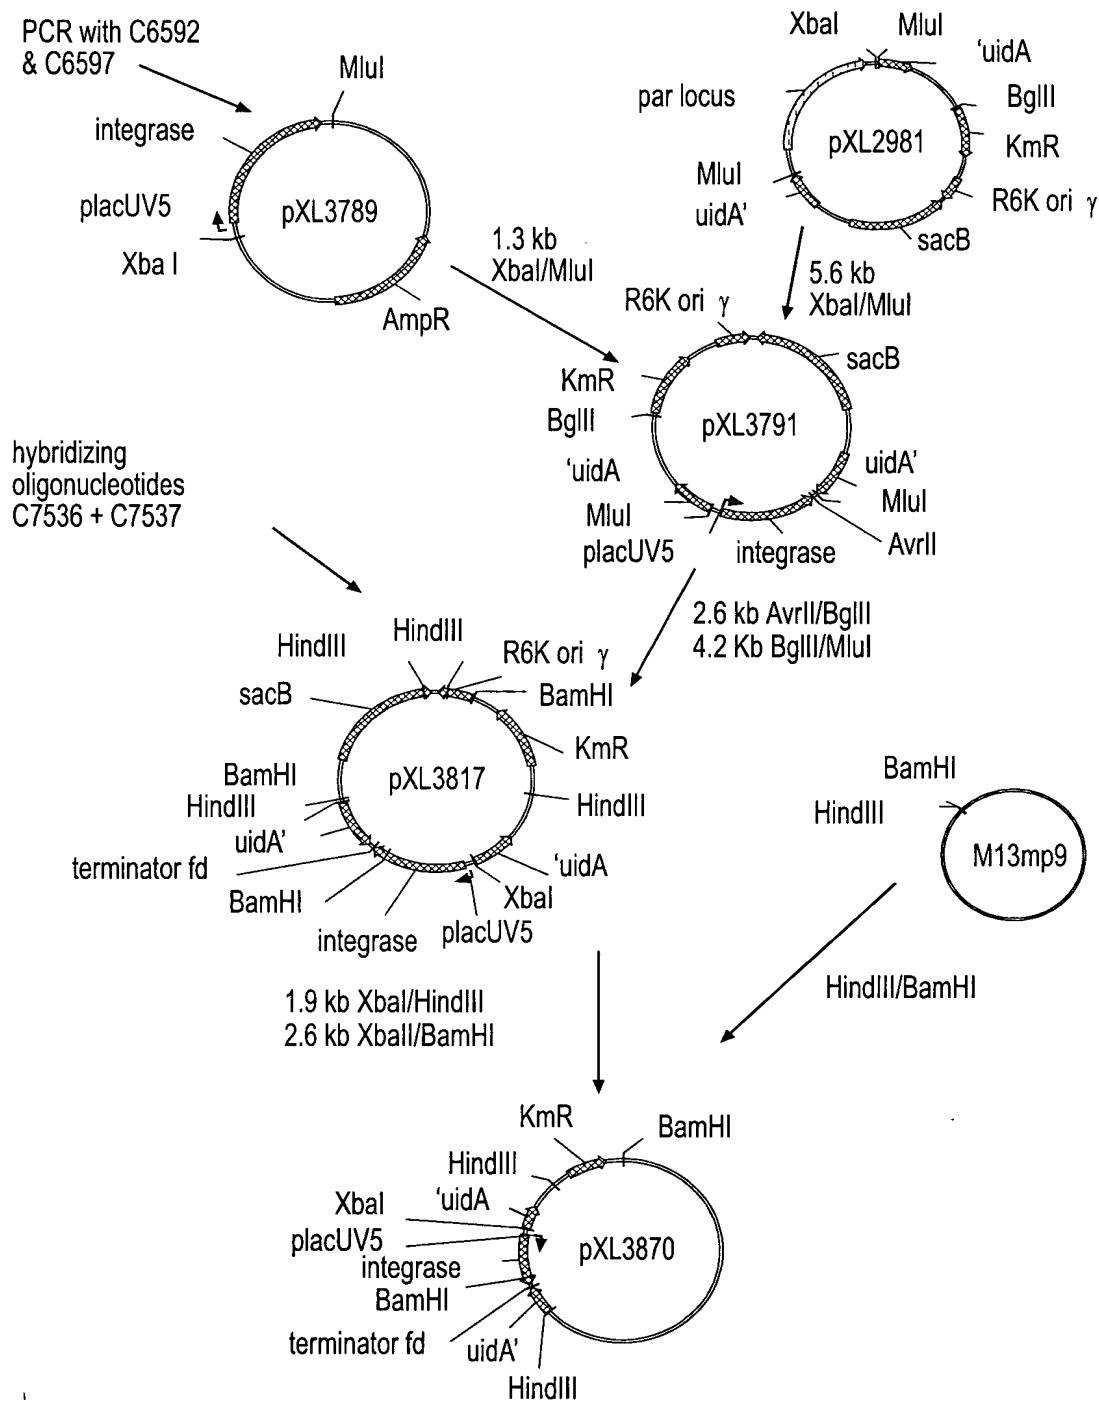 PCR with C6592
& C6597
MluI
integrase
placUV5
Xba I
pXL3789
AmpR
XbaI
MluI
'uidA
par locus
BglII
pXL2981
KmR
MluI
uidA'
R6K ori γ
sacB
1.3 kb
XbaI/MluI
5.6 kb
XbaI/MluI
R6K ori γ
sacB
KmR
BglII
pXL3791
'uidA
uidA'
MluI
MluI
placUV5
integrase
AvrII
hybridizing
oligonucleotides
C7536 + C7537
2.6 kb AvrII/BglII
4.2 Kb BglII/MluI
HindIII
HindIII
R6K ori γ
sacB
BamHI
KmR
BamHI
HindIII
pXL3817
HindIII
uidA'
terminator fd
'uidA
BamHI
XbaI
integrase
placUV5
BamHI
HindIII
M13mp9
1.9 kb XbaI/HindIII
2.6 kb XbaII/BamHI
HindIII/BamHI
KmR
BamHI
HindIII
'uidA
XbaI
placUV5
pXL3870
integrase
BamHI
terminator fd
uidA'
HindIII